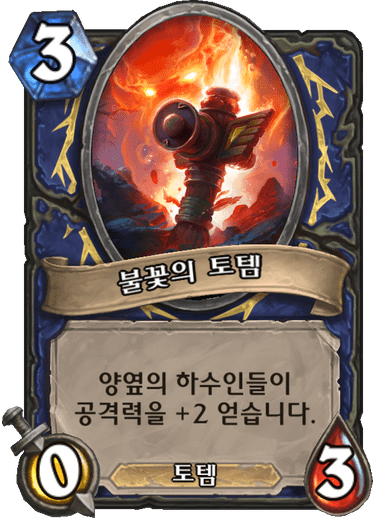 3
불꽃의 토템
양옆의 하수인들이
공격력을 +2 얻습니다.
0
토템
3